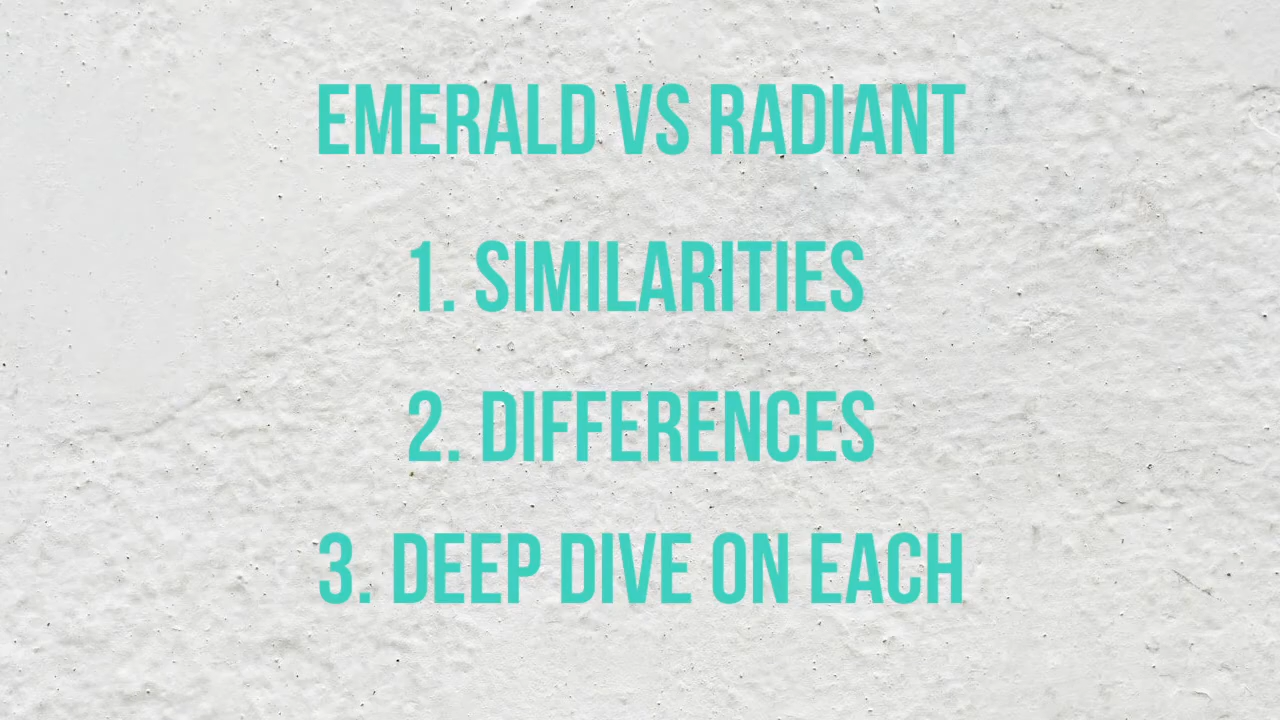 EMERALD VS RADIANT
1. SIMILARITIES
2. DIFFERENCES
3. DEEP DIVE ON EACH